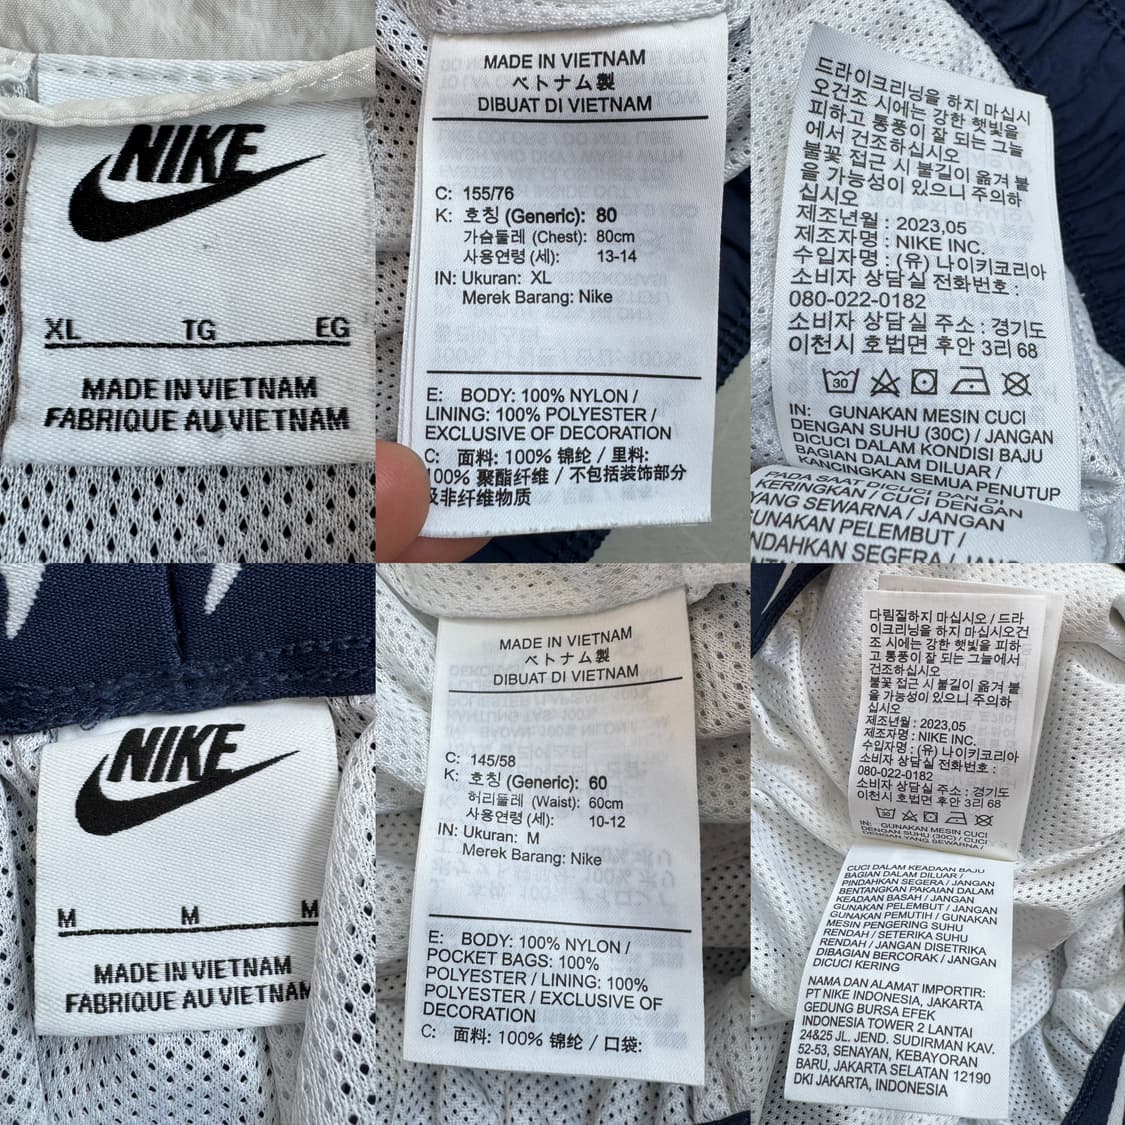 NIKE
XL TG EG
MADE IN VIETNAM
FABRIQUE AU VIETNAM
MADE IN VIETNAM
ベトナム製
DIBUAT DI VIETNAM
C: 155/76
K: 호칭 (Generic): 80
가슴둘레 (Chest): 80cm
사용연령 (세): 13-14
IN: Ukuran: XL
Merek Barang: Nike
E: BODY: 100% NYLON /
LINING: 100% POLYESTER /
EXCLUSIVE OF DECORATION
C: 面料: 100% 锦纶 / 里料:
100% 聚酯纤维 / 不包括装饰部分
及非纤维物质
드라이크리닝을 하지 마십시
오건조 시에는 강한 햇빛을
피하고 통풍이 잘 되는 그늘
에서 건조하십시오
불꽃 접근 시 불길이 옮겨 붙
을 가능성이 있으니 주의하
십시오
제조년월 : 2023,05
제조자명 : NIKE INC.
수입자명 : (유) 나이키코리아
소비자 상담실 전화번호 :
080-022-0182
소비자 상담실 주소 : 경기도
이천시 호법면 후안 3리 68
30
IN: GUNAKAN MESIN CUCI
DENGAN SUHU (30C) / JANGAN
DICUCI DALAM KONDISI BAJU
BAGIAN DALAM DILUAR /
KANCINGKAN SEMUA PENUTUP
PADA SAAT DICUCI DAN DI
KERINGKAN / CUCI DENGAN
YANG SEWARNA / JANGAN
GUNAKAN PELEMBUT /
NDAHKAN SEGERA /
NIKE
M M M
MADE IN VIETNAM
FABRIQUE AU VIETNAM
MADE IN VIETNAM
ベトナム製
DIBUAT DI VIETNAM
C: 145/58
K: 호칭 (Generic): 60
허리둘레 (Waist): 60cm
사용연령 (세): 10-12
IN: Ukuran: M
Merek Barang: Nike
E: BODY: 100% NYLON /
POCKET BAGS: 100%
POLYESTER / LINING: 100%
POLYESTER / EXCLUSIVE OF
DECORATION
C: 面料: 100% 锦纶 / 口袋:
다림질하지 마십시오 / 드라
이크리닝을 하지 마십시오건
조 시에는 강한 햇빛을 피하
고 통풍이 잘 되는 그늘에서
건조하십시오
불꽃 접근 시 불길이 옮겨 붙
을 가능성이 있으니 주의하
십시오
제조년월 : 2023,05
제조자명 : NIKE INC.
수입자명 : (유) 나이키코리아
소비자 상담실 전화번호 :
080-022-0182
소비자 상담실 주소 : 경기도
이천시 호법면 후안 3리 68
30
IN: GUNAKAN MESIN CUCI
DENGAN SUHU (30C) / CUCI
DENGAN YANG SEWARNA /
CUCI DALAM KEADAAN BAJU
BAGIAN DALAM DILUAR /
PINDAHKAN SEGERA / JANGAN
BENTANGKAN PAKAIAN DALAM
KEADAAN BASAH / JANGAN
GUNAKAN PELEMBUT / JANGAN
GUNAKAN PEMUTIH / GUNAKAN
MESIN PENGERING SUHU
RENDAH / SETERIKA SUHU
RENDAH / JANGAN DISETRIKA
DIBAGIAN BERCORAK / JANGAN
DICUCI KERING
NAMA DAN ALAMAT IMPORTIR:
PT NIKE INDONESIA, JAKARTA
GEDUNG BURSA EFEK
INDONESIA TOWER 2 LANTAI
24&25 JL. JEND. SUDIRMAN KAV.
52-53, SENAYAN, KEBAYORAN
BARU, JAKARTA SELATAN 12190
DKI JAKARTA, INDONESIA